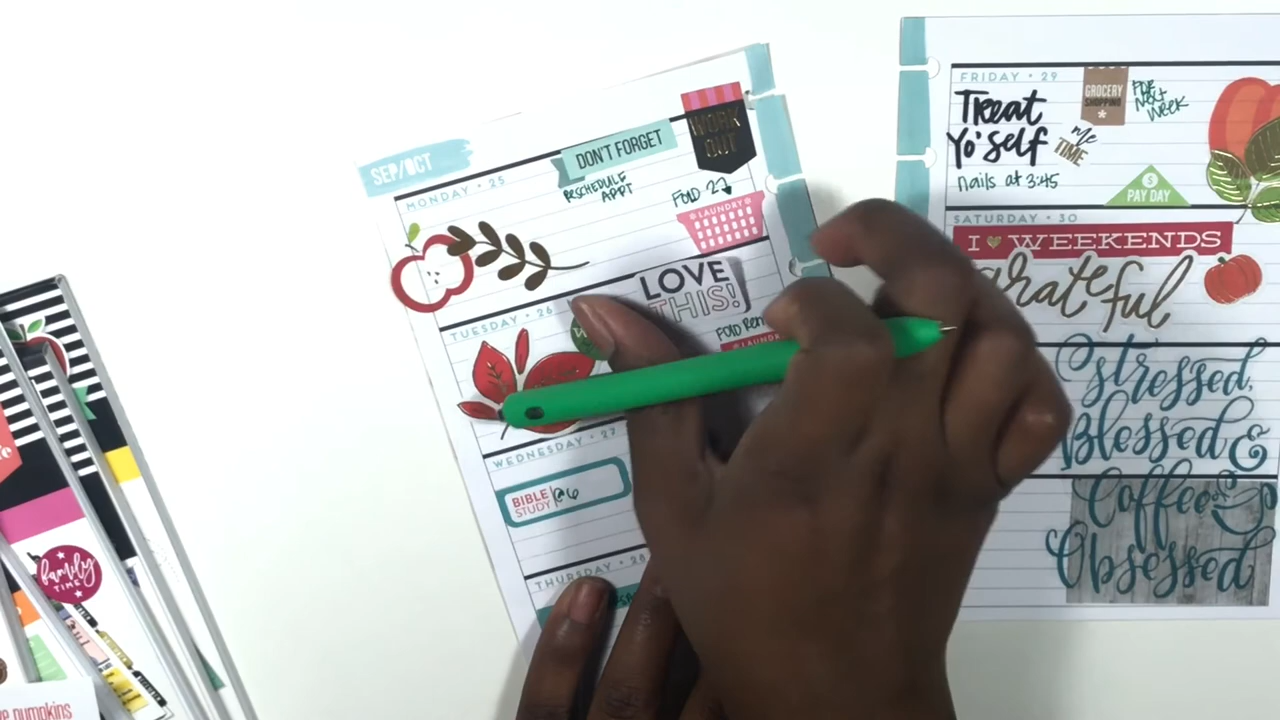 SEP/OCT
MONDAY • 25
DON'T FORGET
RESCHEDULE
APPT
WORK
OUT
FOLD
LAUNDRY
TUESDAY • 26
LOVE
THIS!
FOLD
LAUNDRY
WEDNESDAY • 27
BIBLE
STUDY
@6
THURSDAY • 28
FRIDAY • 29
Treat
Yo'Self
me
TIME
nails at 3:45
GROCERY
SHOPPING
FOR
NEXT
WEEK
$
PAY DAY
SATURDAY • 30
I WEEKENDS
grateful
Stressed,
Blessed &
Coffee
Obsessed
family
TIME
pumpkins